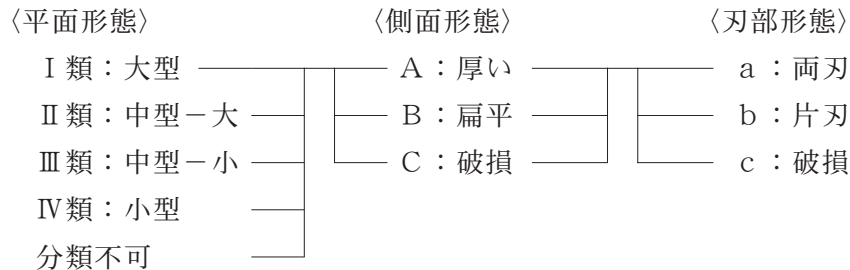 〈平面形態〉 〈側面形態〉 〈刃部形態〉
Ⅰ類：大型 A：厚い a：両刃
Ⅱ類：中型－大 B：扁平 b：片刃
Ⅲ類：中型－小 C：破損 c：破損
Ⅳ類：小型
分類不可